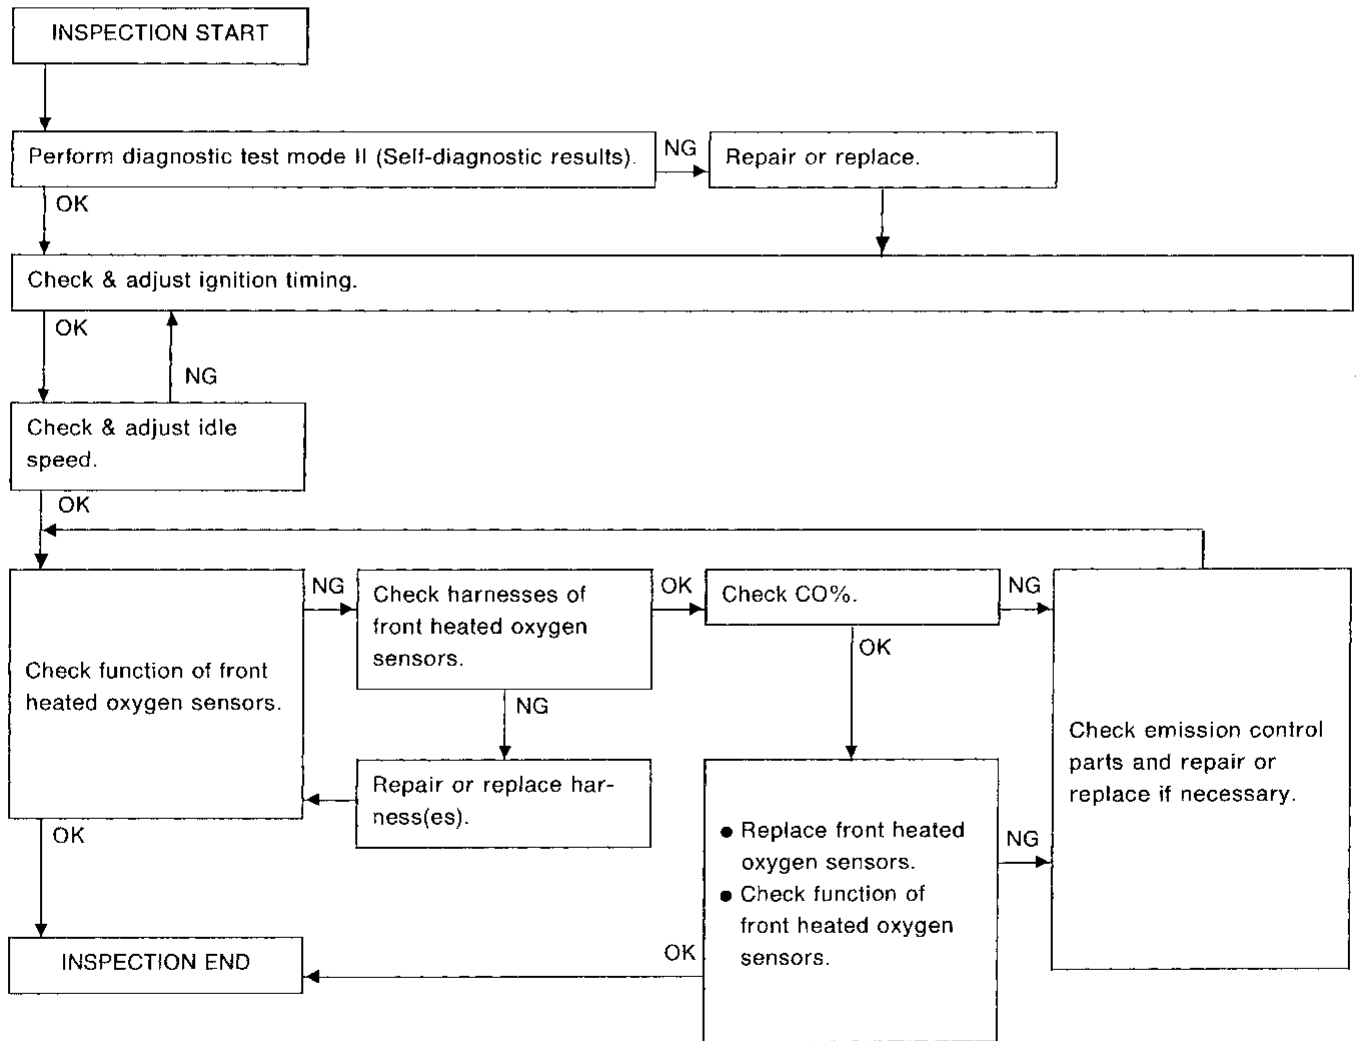 INSPECTION START
Perform diagnostic test mode II (Self-diagnostic results).
NG
Repair or replace.
OK
Check & adjust ignition timing.
OK
NG
Check & adjust idle
speed.
OK
Check function of front
heated oxygen sensors.
NG
Check harnesses of
front heated oxygen
sensors.
OK
Check CO%.
NG
OK
NG
Repair or replace har-
ness(es).
Check emission control
parts and repair or
replace if necessary.
● Replace front heated
oxygen sensors.
● Check function of
front heated oxygen
sensors.
NG
OK
OK
INSPECTION END